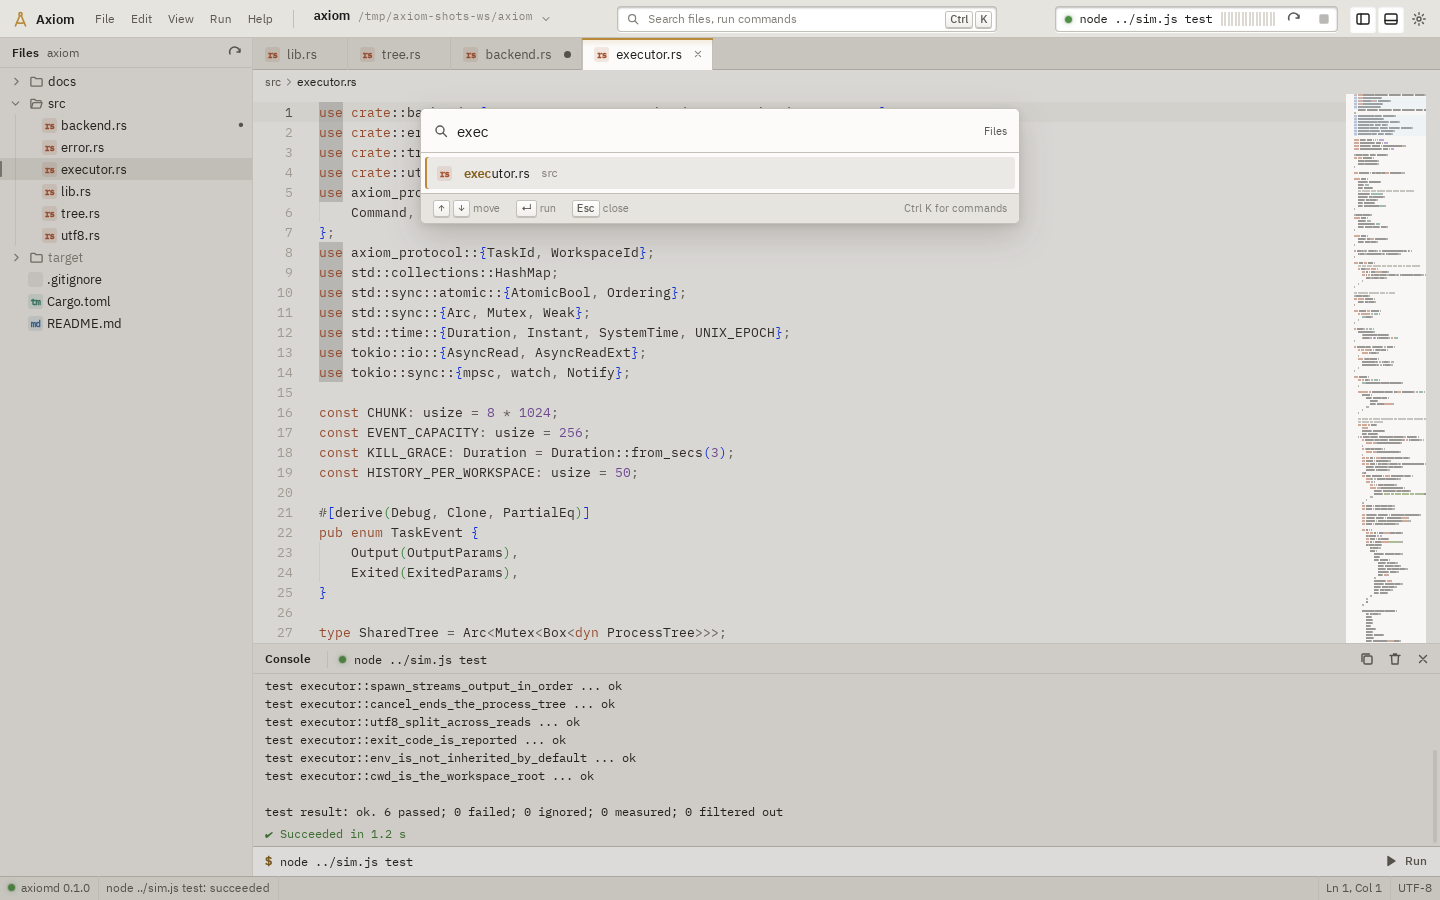 Axiom File Edit View Run Help axiom /tmp/axiom-shots-ws/axiom Search files, run commands Ctrl K node ../sim.js test
Files axiom
docs
src
backend.rs
error.rs
executor.rs
lib.rs
tree.rs
utf8.rs
target
.gitignore
Cargo.toml
README.md
lib.rs tree.rs backend.rs executor.rs
src executor.rs
exec Files
executor.rs src
move run Esc close Ctrl K for commands
1 use crate::ba
2 use crate::er
3 use crate::tr
4 use crate::ut
5 use axiom_pro
6 Command,
7 };
8 use axiom_protocol::{TaskId, WorkspaceId};
9 use std::collections::HashMap;
10 use std::sync::atomic::{AtomicBool, Ordering};
11 use std::sync::{Arc, Mutex, Weak};
12 use std::time::{Duration, Instant, SystemTime, UNIX_EPOCH};
13 use tokio::io::{AsyncRead, AsyncReadExt};
14 use tokio::sync::{mpsc, watch, Notify};
15
16 const CHUNK: usize = 8 * 1024;
17 const EVENT_CAPACITY: usize = 256;
18 const KILL_GRACE: Duration = Duration::from_secs(3);
19 const HISTORY_PER_WORKSPACE: usize = 50;
20
21 #[derive(Debug, Clone, PartialEq)]
22 pub enum TaskEvent {
23 Output(OutputParams),
24 Exited(ExitedParams),
25 }
26
27 type SharedTree = Arc<Mutex<Box<dyn ProcessTree>>>;
Console node ../sim.js test
test executor::spawn_streams_output_in_order ... ok
test executor::cancel_ends_the_process_tree ... ok
test executor::utf8_split_across_reads ... ok
test executor::exit_code_is_reported ... ok
test executor::env_is_not_inherited_by_default ... ok
test executor::cwd_is_the_workspace_root ... ok
test result: ok. 6 passed; 0 failed; 0 ignored; 0 measured; 0 filtered out
✔ Succeeded in 1.2 s
$ node ../sim.js test Run
axiomd 0.1.0 node ../sim.js test: succeeded Ln 1, Col 1 UTF-8